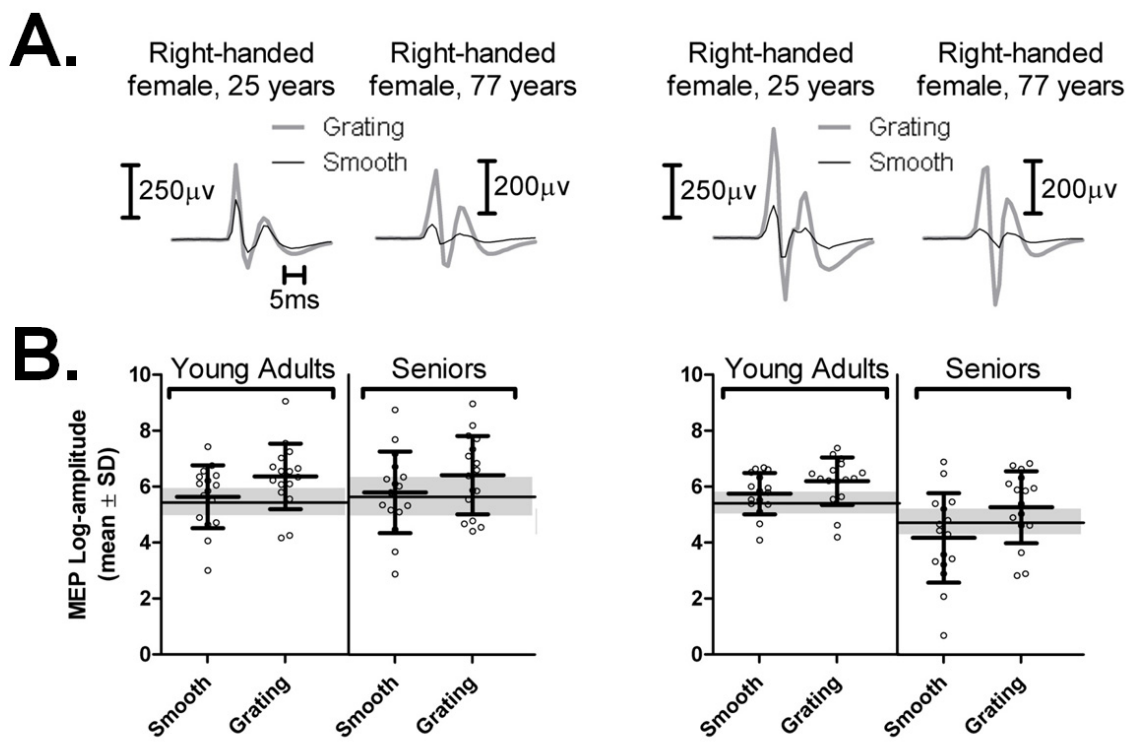 A.
Right-handed
female, 25 years
Right-handed
female, 77 years
Grating
Smooth
250μv
200μv
5ms
Right-handed
female, 25 years
Right-handed
female, 77 years
Grating
Smooth
250μv
200μv
B.
MEP Log-amplitude
(mean ± SD)
10
8
6
4
2
0
Young Adults
Seniors
Smooth
Grating
Smooth
Grating
10
8
6
4
2
0
Young Adults
Seniors
Smooth
Grating
Smooth
Grating